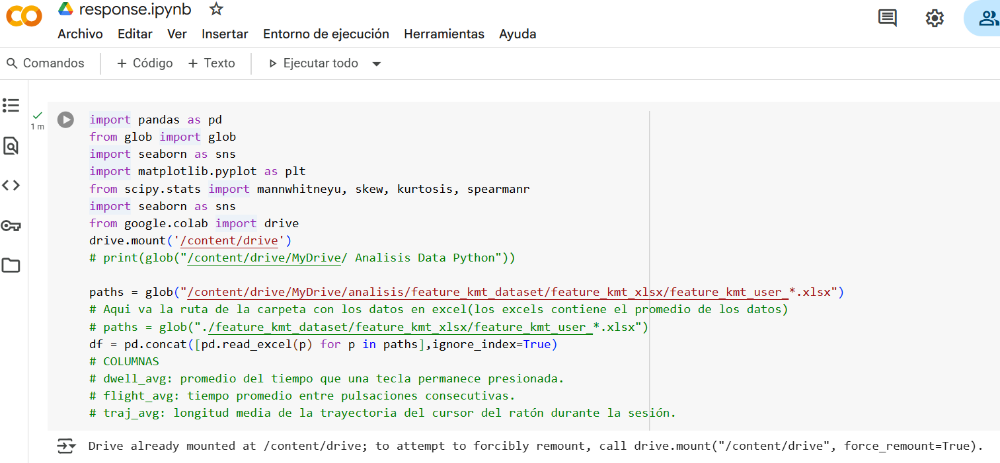 response.ipynb
Archivo Editar Ver Insertar Entorno de ejecución Herramientas Ayuda
Comandos + Código + Texto Ejecutar todo
1 m
import pandas as pd
from glob import glob
import seaborn as sns
import matplotlib.pyplot as plt
from scipy.stats import mannwhitneyu, skew, kurtosis, spearmanr
import seaborn as sns
from google.colab import drive
drive.mount('/content/drive')
# print(glob("/content/drive/MyDrive/ Analisis Data Python"))
paths = glob("/content/drive/MyDrive/analisis/feature_kmt_dataset/feature_kmt_xlsx/feature_kmt_user_*.xlsx")
# Aqui va la ruta de la carpeta con los datos en excel(los excels contiene el promedio de los datos)
# paths = glob("./feature_kmt_dataset/feature_kmt_xlsx/feature_kmt_user_*.xlsx")
df = pd.concat([pd.read_excel(p) for p in paths],ignore_index=True)
# COLUMNAS
# dwell_avg: promedio del tiempo que una tecla permanece presionada.
# flight_avg: tiempo promedio entre pulsaciones consecutivas.
# traj_avg: longitud media de la trayectoria del cursor del ratón durante la sesión.
Drive already mounted at /content/drive; to attempt to forcibly remount, call drive.mount("/content/drive", force_remount=True).